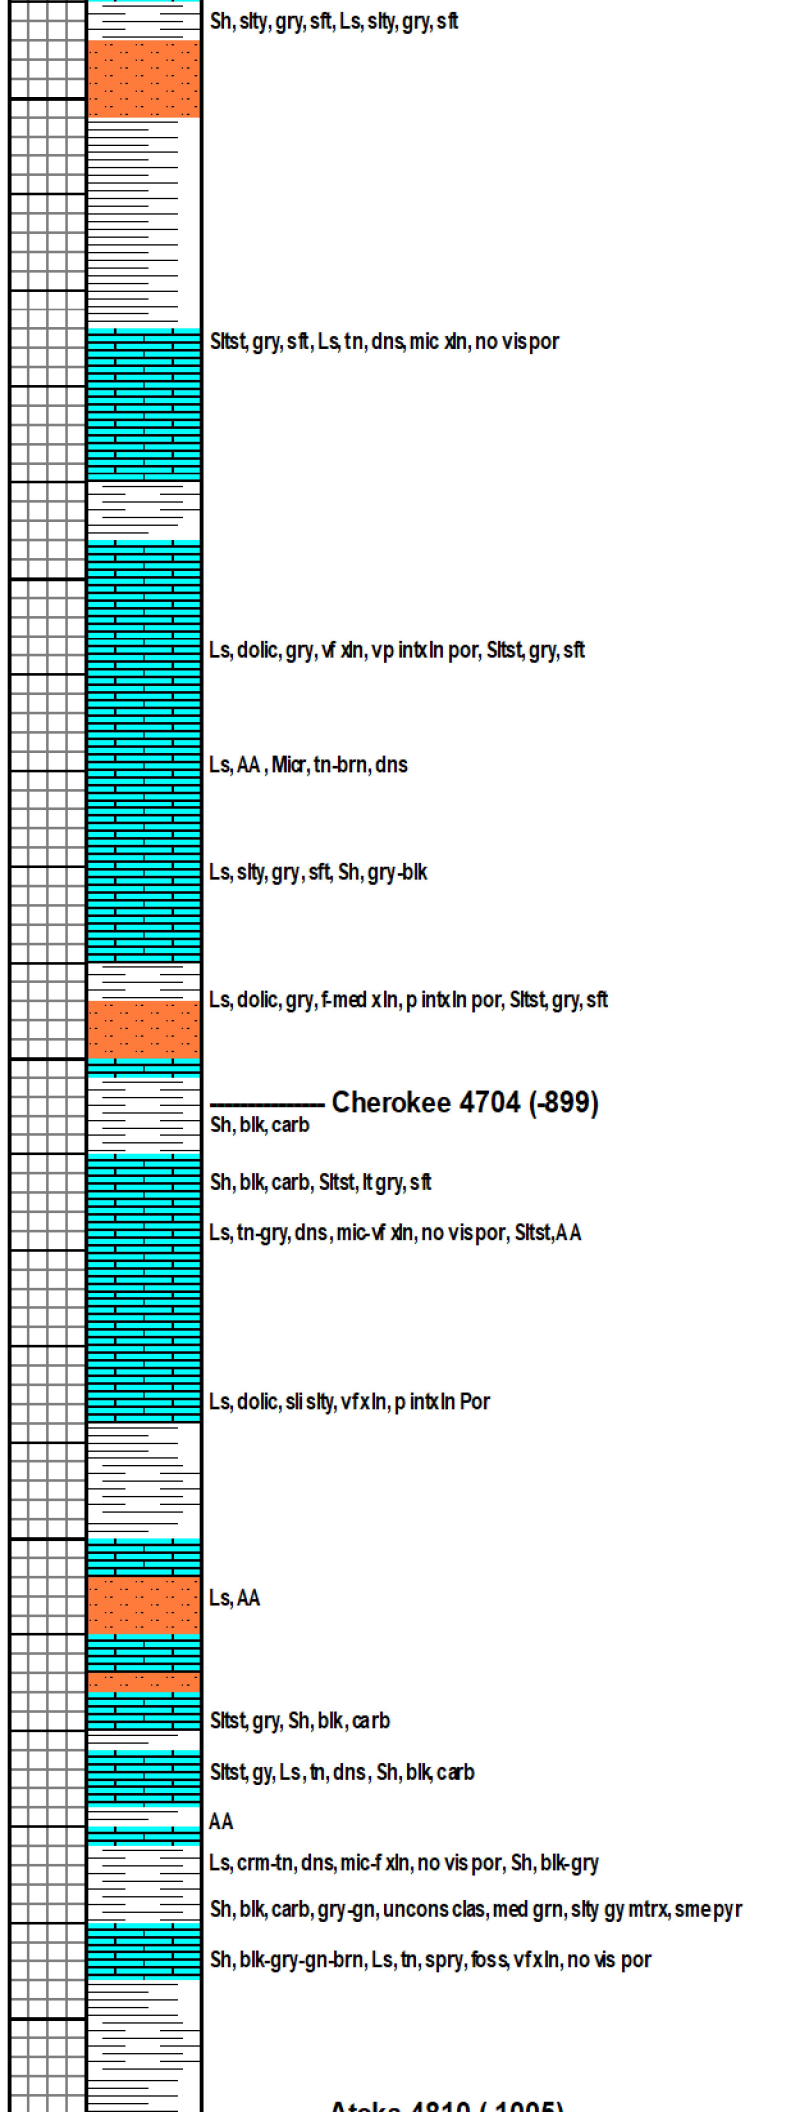 Sh, slty, gry, sft, Ls, slty, gry, sft
Sltst, gry, sft, Ls, tn, dns, mic xln, no vis por
Ls, dolic, gry, vf xln, vp intxln por, Sltst, gry, sft
Ls, AA, Micr, tn-brn, dns
Ls, slty, gry, sft, Sh, gry-blk
Ls, dolic, gry, f-med xln, p intxln por, Sltst, gry, sft
--------------- Cherokee 4704 (-899)
Sh, blk, carb
Sh, blk, carb, Sltst, lt gry, sft
Ls, tn-gry, dns, mic-vf xln, no vis por, Sltst, AA
Ls, dolic, sli slty, vf xln, p intxln Por
Ls, AA
Sltst, gry, Sh, blk, carb
Sltst, gy, Ls, tn, dns, Sh, blk, carb
AA
Ls, crm-tn, dns, mic-f xln, no vis por, Sh, blk-gry
Sh, blk, carb, gry-gn, uncons clas, med grn, slty gy mtrx, sme pyr
Sh, blk-gry-gn-brn, Ls, tn, spry, foss, vf xln, no vis por
Atoka 4810 (-1005)